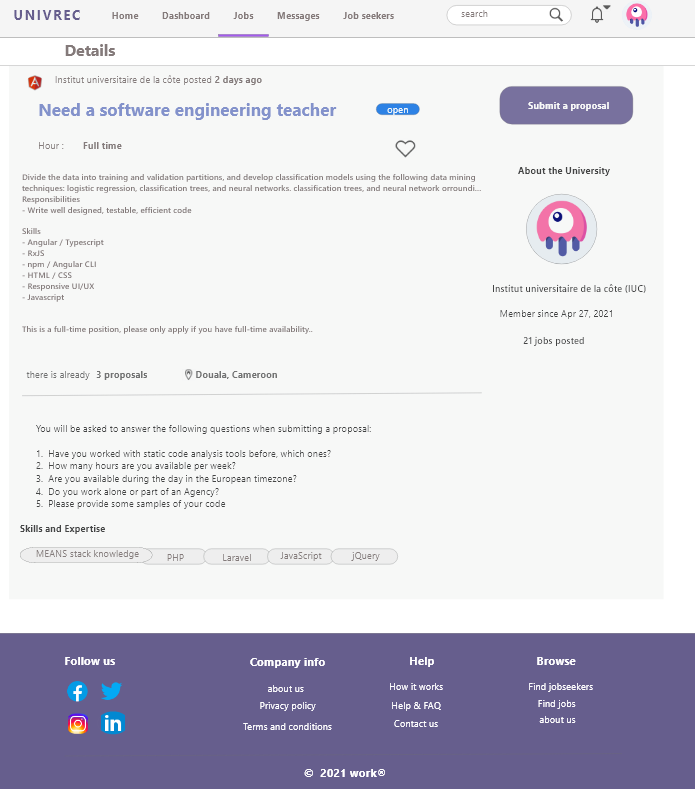 UNIVREC Home Dashboard Jobs Messages Job seekers search
Details
Institut universitaire de la côte posted 2 days ago
Need a software engineering teacher open
Submit a proposal
Hour : Full time
About the University
Divide the data into training and validation partitions, and develop classification models using the following data mining
techniques: logistic regression, classification trees, and neural networks. classification trees, and neural network orroundi...
Responsibilities
- Write well designed, testable, efficient code
Skills
- Angular / Typescript
- RxJS
- npm / Angular CLI
- HTML / CSS
- Responsive UI/UX
- Javascript
This is a full-time position, please only apply if you have full-time availability..
Institut universitaire de la côte (IUC)
Member since Apr 27, 2021
21 jobs posted
there is already 3 proposals Douala, Cameroon
You will be asked to answer the following questions when submitting a proposal:
1. Have you worked with static code analysis tools before, which ones?
2. How many hours are you available per week?
3. Are you available during the day in the European timezone?
4. Do you work alone or part of an Agency?
5. Please provide some samples of your code
Skills and Expertise
MEANS stack knowledge PHP Laravel JavaScript jQuery
Follow us
Company info
about us
Privacy policy
Terms and conditions
Help
How it works
Help & FAQ
Contact us
Browse
Find jobseekers
Find jobs
about us
© 2021 work®